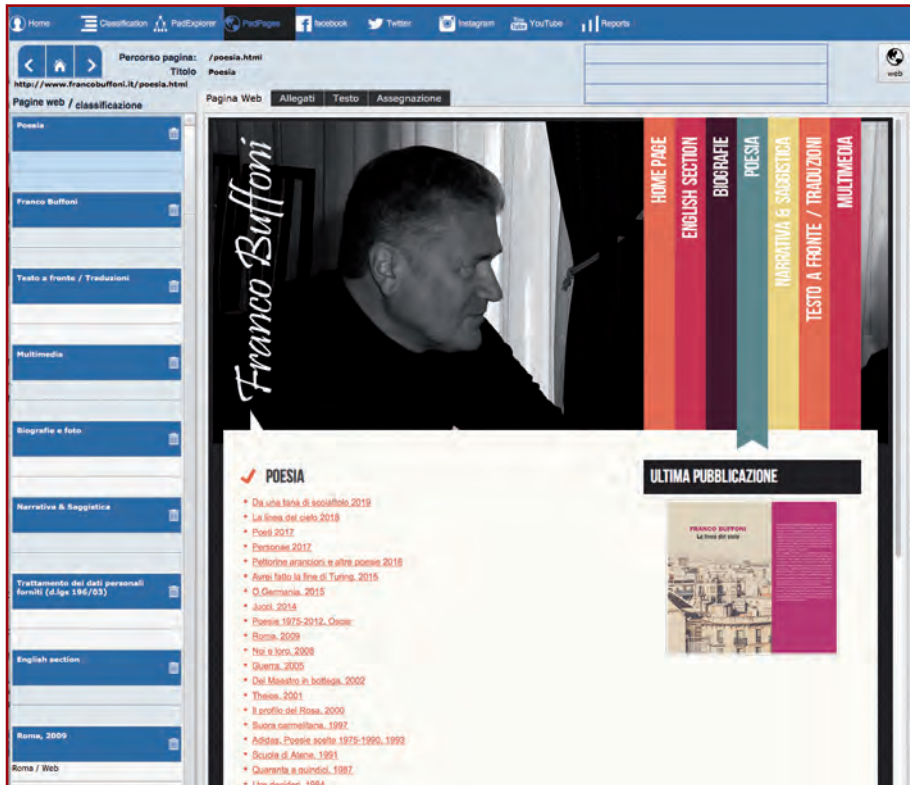 Home
Classification
PadExplorer
PadPages
facebook
Twitter
Instagram
YouTube
Reports
Percorso pagina: /poesia.html
Titolo Poesia
http://www.francobuffoni.it/poesia.html
web
Pagine web / classificazione
Pagina Web
Allegati
Testo
Assegnazione
Poesia
Franco Buffoni
Testo a fronte / Traduzioni
Multimedia
Biografie e foto
Narrativa & Saggistica
Trattamento dei dati personali
forniti (d.lgs 196/03)
English section
Roma, 2009
Roma / Web
Franco Buffoni
HOME PAGE
ENGLISH SECTION
BIOGRAFIE
POESIA
NARRATIVA & SAGGISTICA
TESTO A FRONTE / TRADUZIONI
MULTIMEDIA
POESIA
Da una tana di scoiattolo 2019
La linea del cielo 2018
Poeti 2017
Personae 2017
Pettorine arancioni e altre poesie 2016
Avrei fatto la fine di Turing, 2015
O Germania, 2015
Jucci, 2014
Poesie 1975-2012, Oscar
Roma, 2009
Noi e loro, 2008
Guerra, 2005
Del Maestro in bottega, 2002
Theios, 2001
Il profilo del Rosa, 2000
Suora carmelitana, 1997
Adidas, Poesie scelte 1975-1990, 1993
Scuola di Atene, 1991
Quaranta a quindici, 1987
ULTIMA PUBBLICAZIONE
FRANCO BUFFONI
La linea del cielo